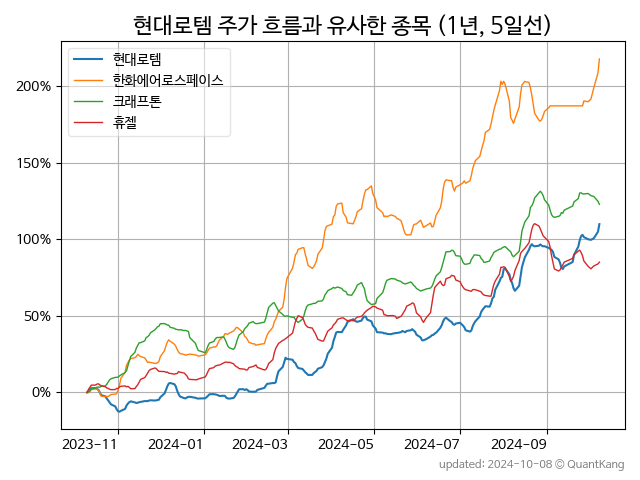 현대로템 주가 흐름과 유사한 종목 (1년, 5일선)
현대로템
한화에어로스페이스
크래프톤
휴젤
200%
150%
100%
50%
0%
2023-11 2024-01 2024-03 2024-05 2024-07 2024-09
updated: 2024-10-08 © QuantKang